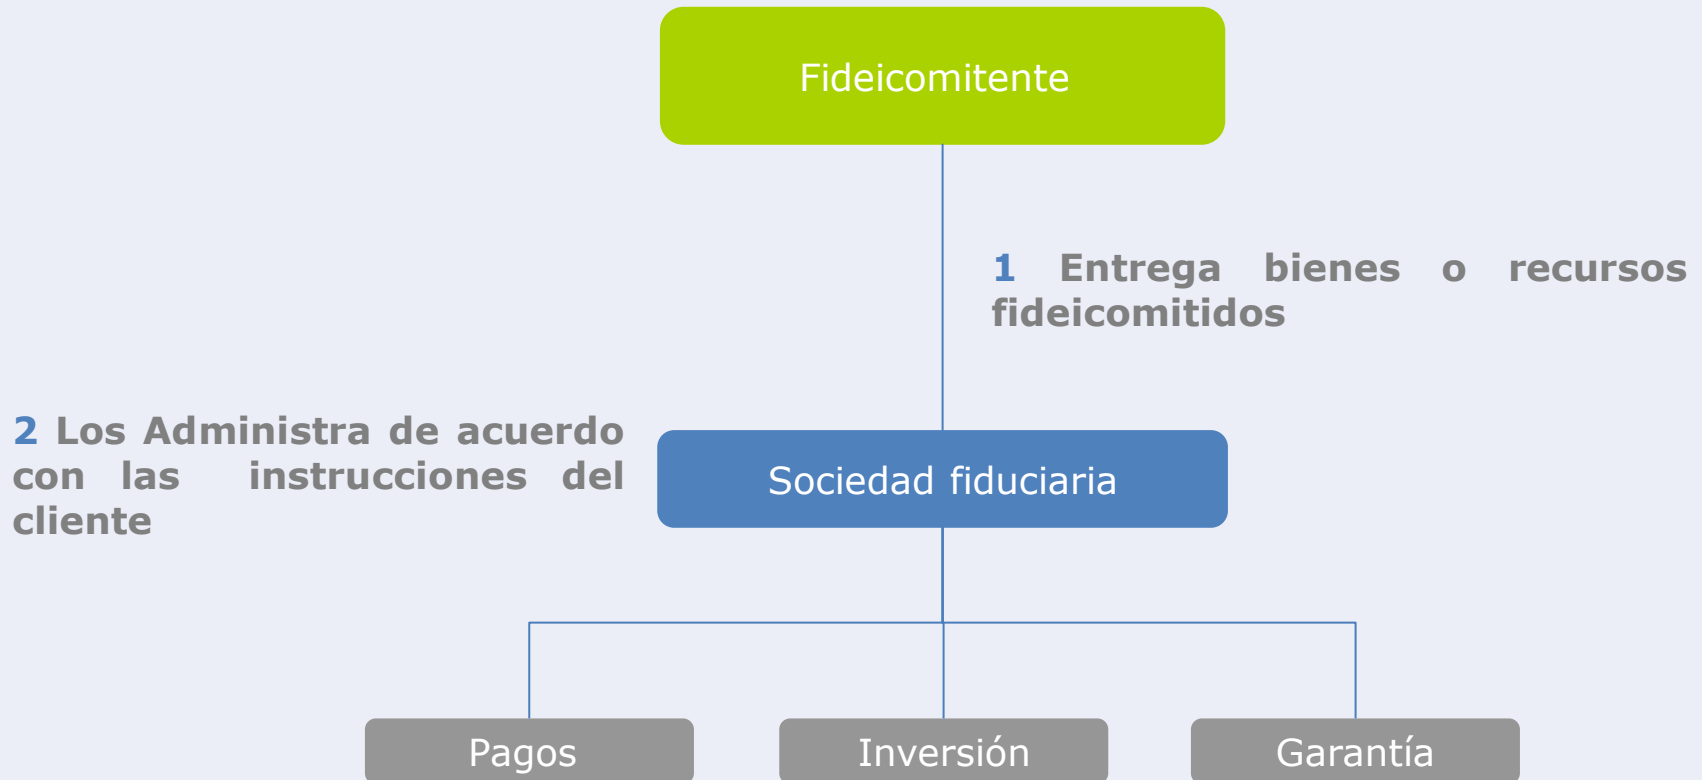 Fideicomitente
1 Entrega bienes o recursos
fideicomitidos
2 Los Administra de acuerdo
con las instrucciones del
cliente
Sociedad fiduciaria
Pagos
Inversión
Garantía